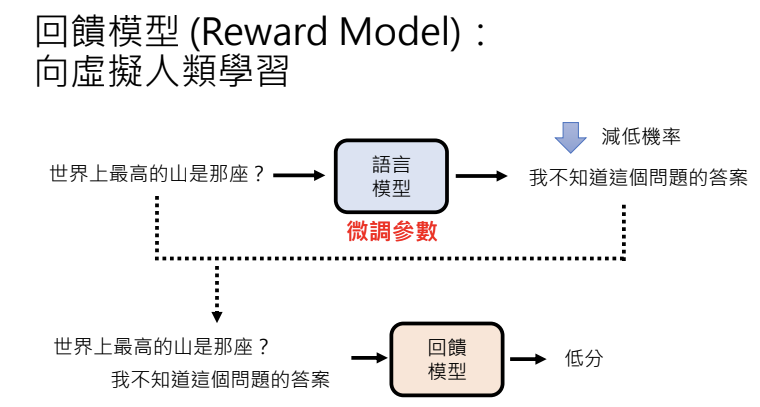 回饋模型 (Reward Model)：
向虛擬人類學習
減低機率
世界上最高的山是那座？
語言
模型
我不知道這個問題的答案
微調參數
世界上最高的山是那座？
我不知道這個問題的答案
回饋
模型
低分